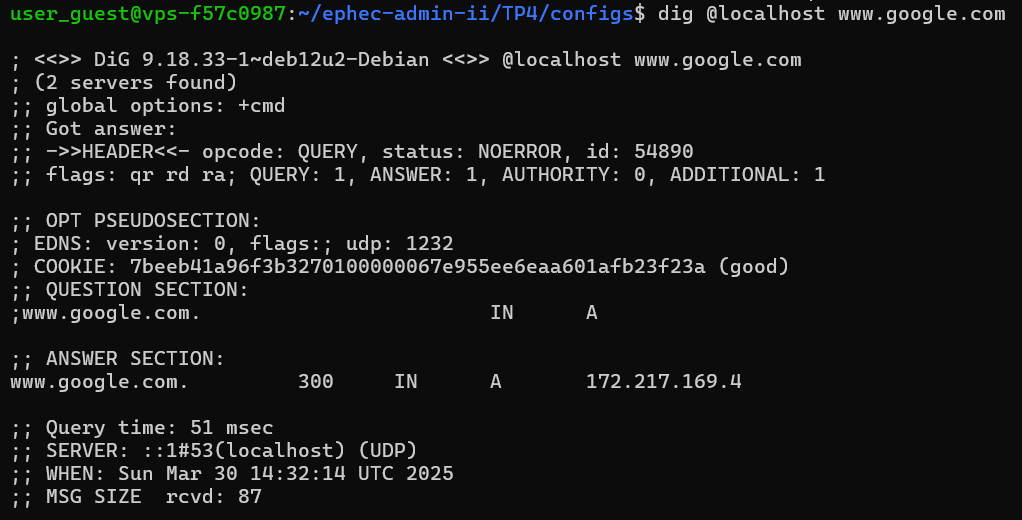 user_guest@vps-f57c0987:~/ephec-admin-ii/TP4/configs$ dig @localhost www.google.com
; <<>> DiG 9.18.33-1~deb12u2-Debian <<>> @localhost www.google.com
; (2 servers found)
;; global options: +cmd
;; Got answer:
;; ->>HEADER<<- opcode: QUERY, status: NOERROR, id: 54890
;; flags: qr rd ra; QUERY: 1, ANSWER: 1, AUTHORITY: 0, ADDITIONAL: 1
;; OPT PSEUDOSECTION:
; EDNS: version: 0, flags:; udp: 1232
; COOKIE: 7beeb41a96f3b3270100000067e955ee6eaa601afb23f23a (good)
;; QUESTION SECTION:
;www.google.com. IN A
;; ANSWER SECTION:
www.google.com. 300 IN A 172.217.169.4
;; Query time: 51 msec
;; SERVER: ::1#53(localhost) (UDP)
;; WHEN: Sun Mar 30 14:32:14 UTC 2025
;; MSG SIZE  rcvd: 87